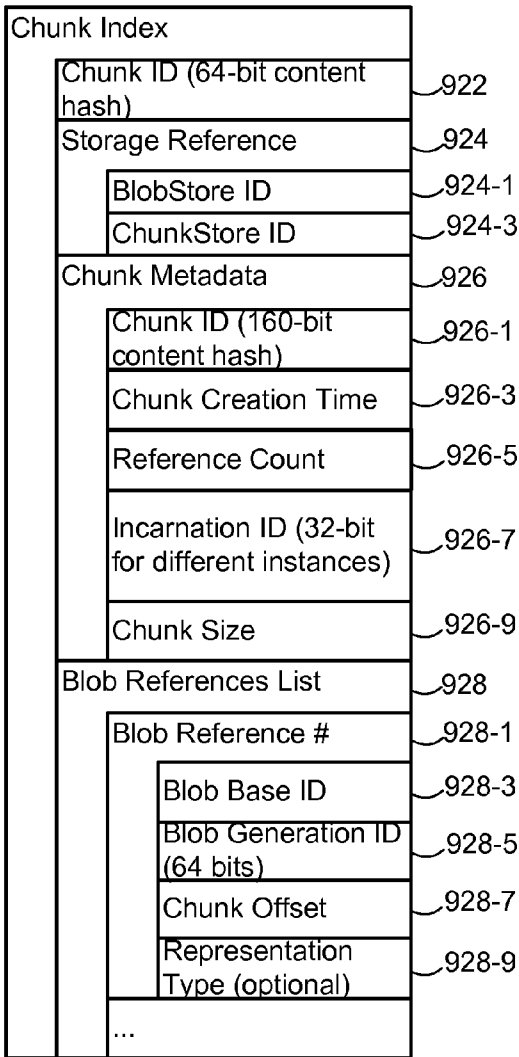 Chunk Index
Chunk ID (64-bit content
hash)
922
Storage Reference
924
BlobStore ID
924-1
ChunkStore ID
924-3
Chunk Metadata
926
Chunk ID (160-bit
content hash)
926-1
Chunk Creation Time
926-3
Reference Count
926-5
Incarnation ID (32-bit
for different instances)
926-7
Chunk Size
926-9
Blob References List
928
Blob Reference #
928-1
Blob Base ID
928-3
Blob Generation ID
(64 bits)
928-5
Chunk Offset
928-7
Representation
Type (optional)
928-9
...